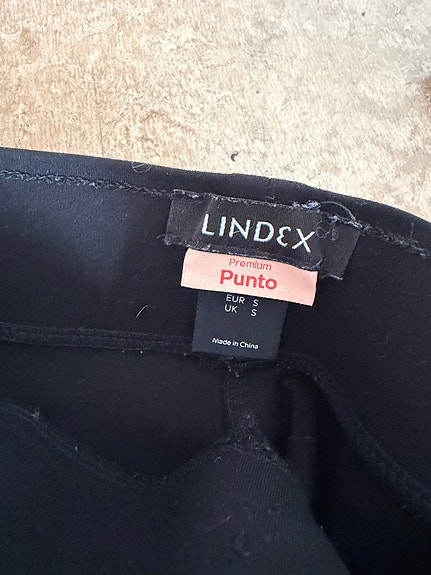 LINDEX
Premium
Punto
EUR S
UK S
Made in China